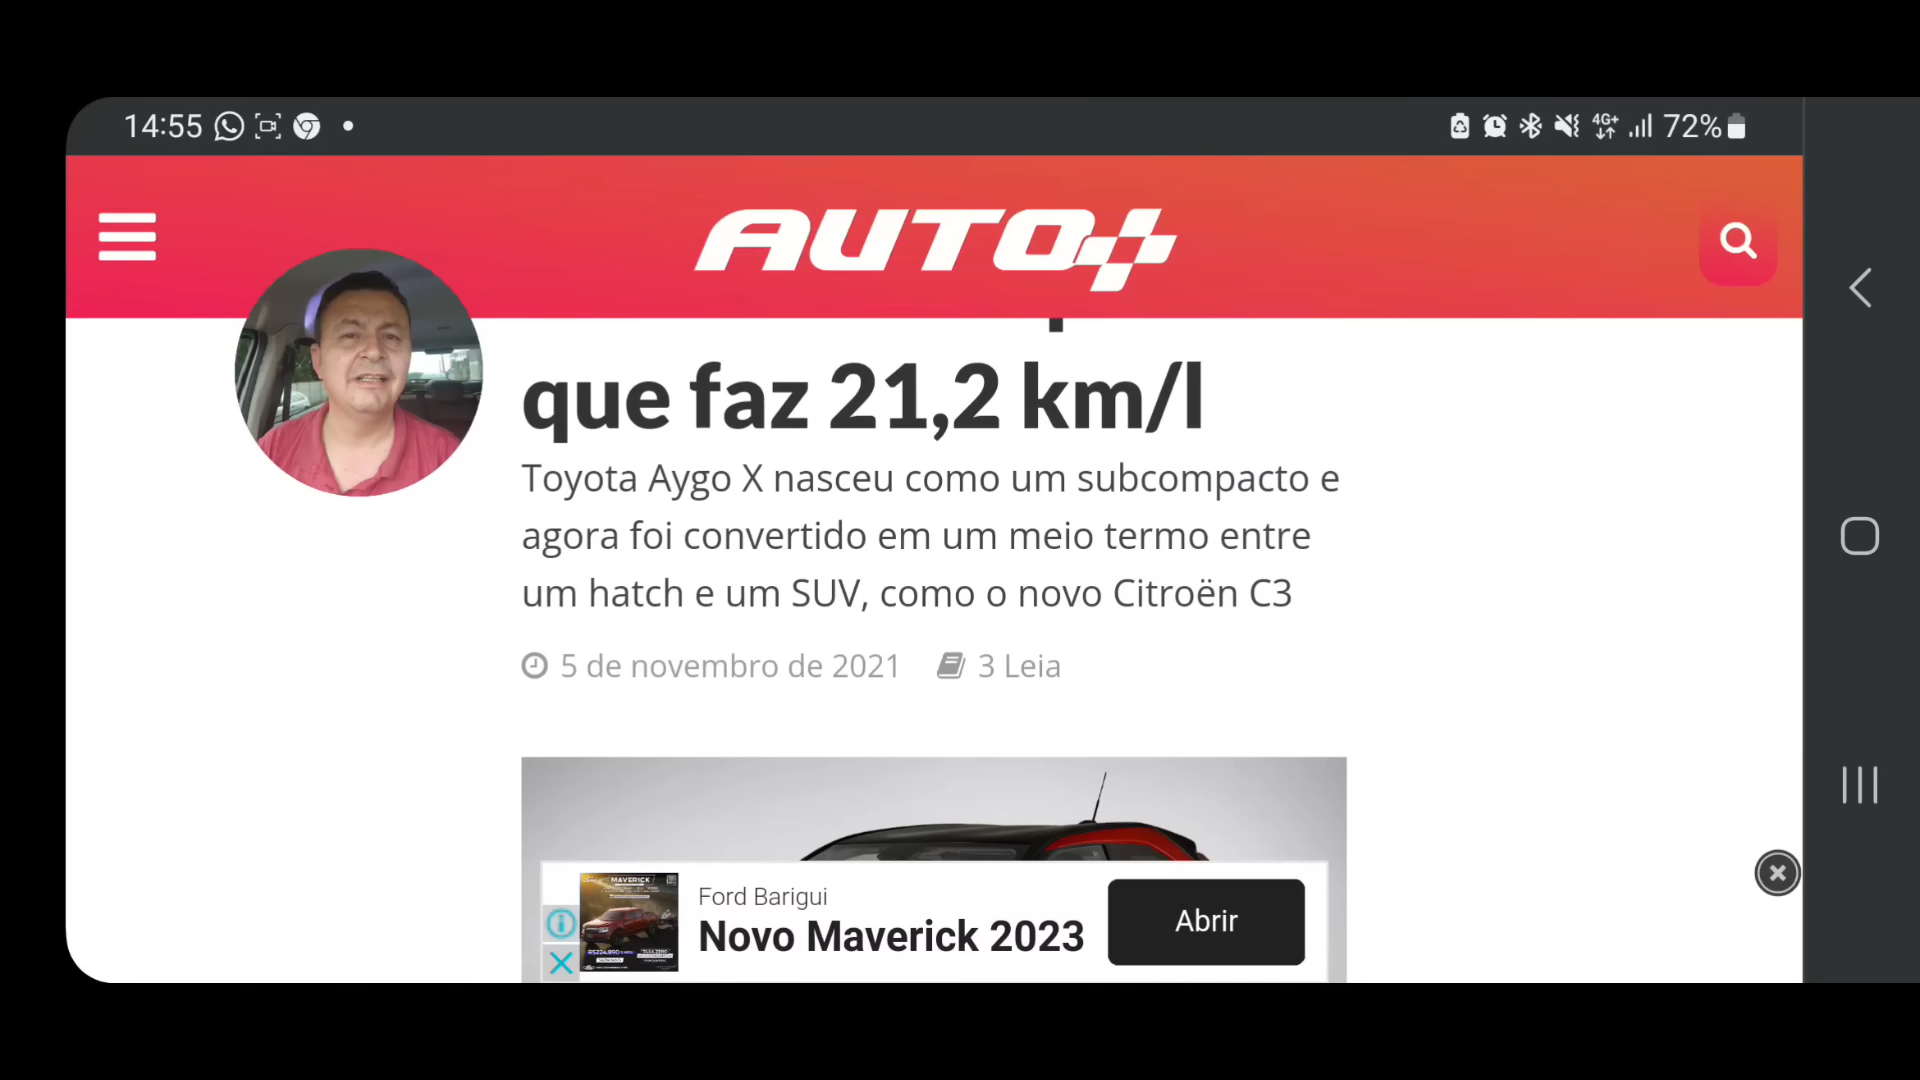 14:55
4G+
72%
AUTO+
que faz 21,2 km/l
Toyota Aygo X nasceu como um subcompacto e
agora foi convertido em um meio termo entre
um hatch e um SUV, como o novo Citroën C3
5 de novembro de 2021 3 Leia
MAVERICK
Ford Barigui
Novo Maverick 2023
Abrir